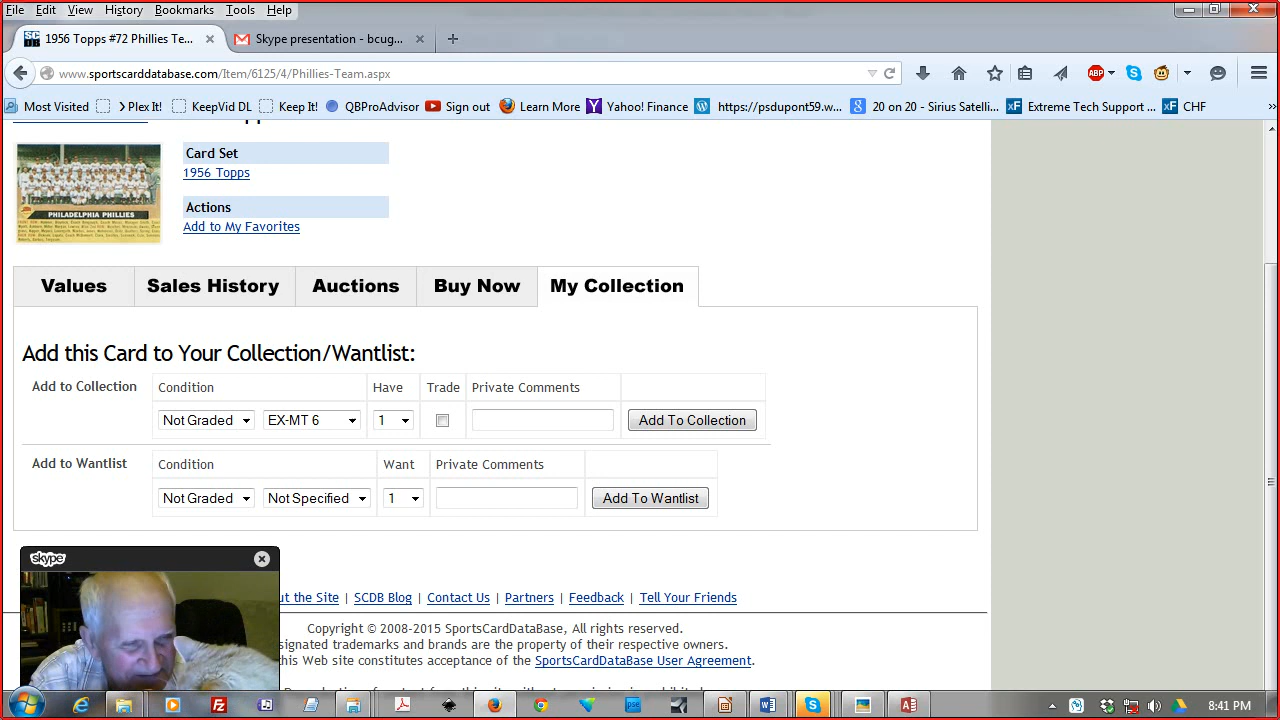 File Edit View History Bookmarks Tools Help
1956 Topps #72 Phillies Te... × Skype presentation - bcug... × +
www.sportscarddatabase.com/Item/6125/4/Phillies-Team.aspx
ABP
Most Visited > Plex It! KeepVid DL Keep It! QBProAdvisor Sign out Learn More Yahoo! Finance https://psdupont59.w... 20 on 20 - Sirius Satelli... Extreme Tech Support ... CHF »
Card Set
1956 Topps
Actions
Add to My Favorites
PHILADELPHIA PHILLIES
Values Sales History Auctions Buy Now My Collection
Add this Card to Your Collection/Wantlist:
Add to Collection Condition Have Trade Private Comments
Not Graded EX-MT 6 1 Add To Collection
Add to Wantlist Condition Want Private Comments
Not Graded Not Specified 1 Add To Wantlist
skype
ut the Site | SCDB Blog | Contact Us | Partners | Feedback | Tell Your Friends
Copyright © 2008-2015 SportsCardDataBase, All rights reserved.
signated trademarks and brands are the property of their respective owners.
his Web site constitutes acceptance of the SportsCardDataBase User Agreement.
8:41 PM